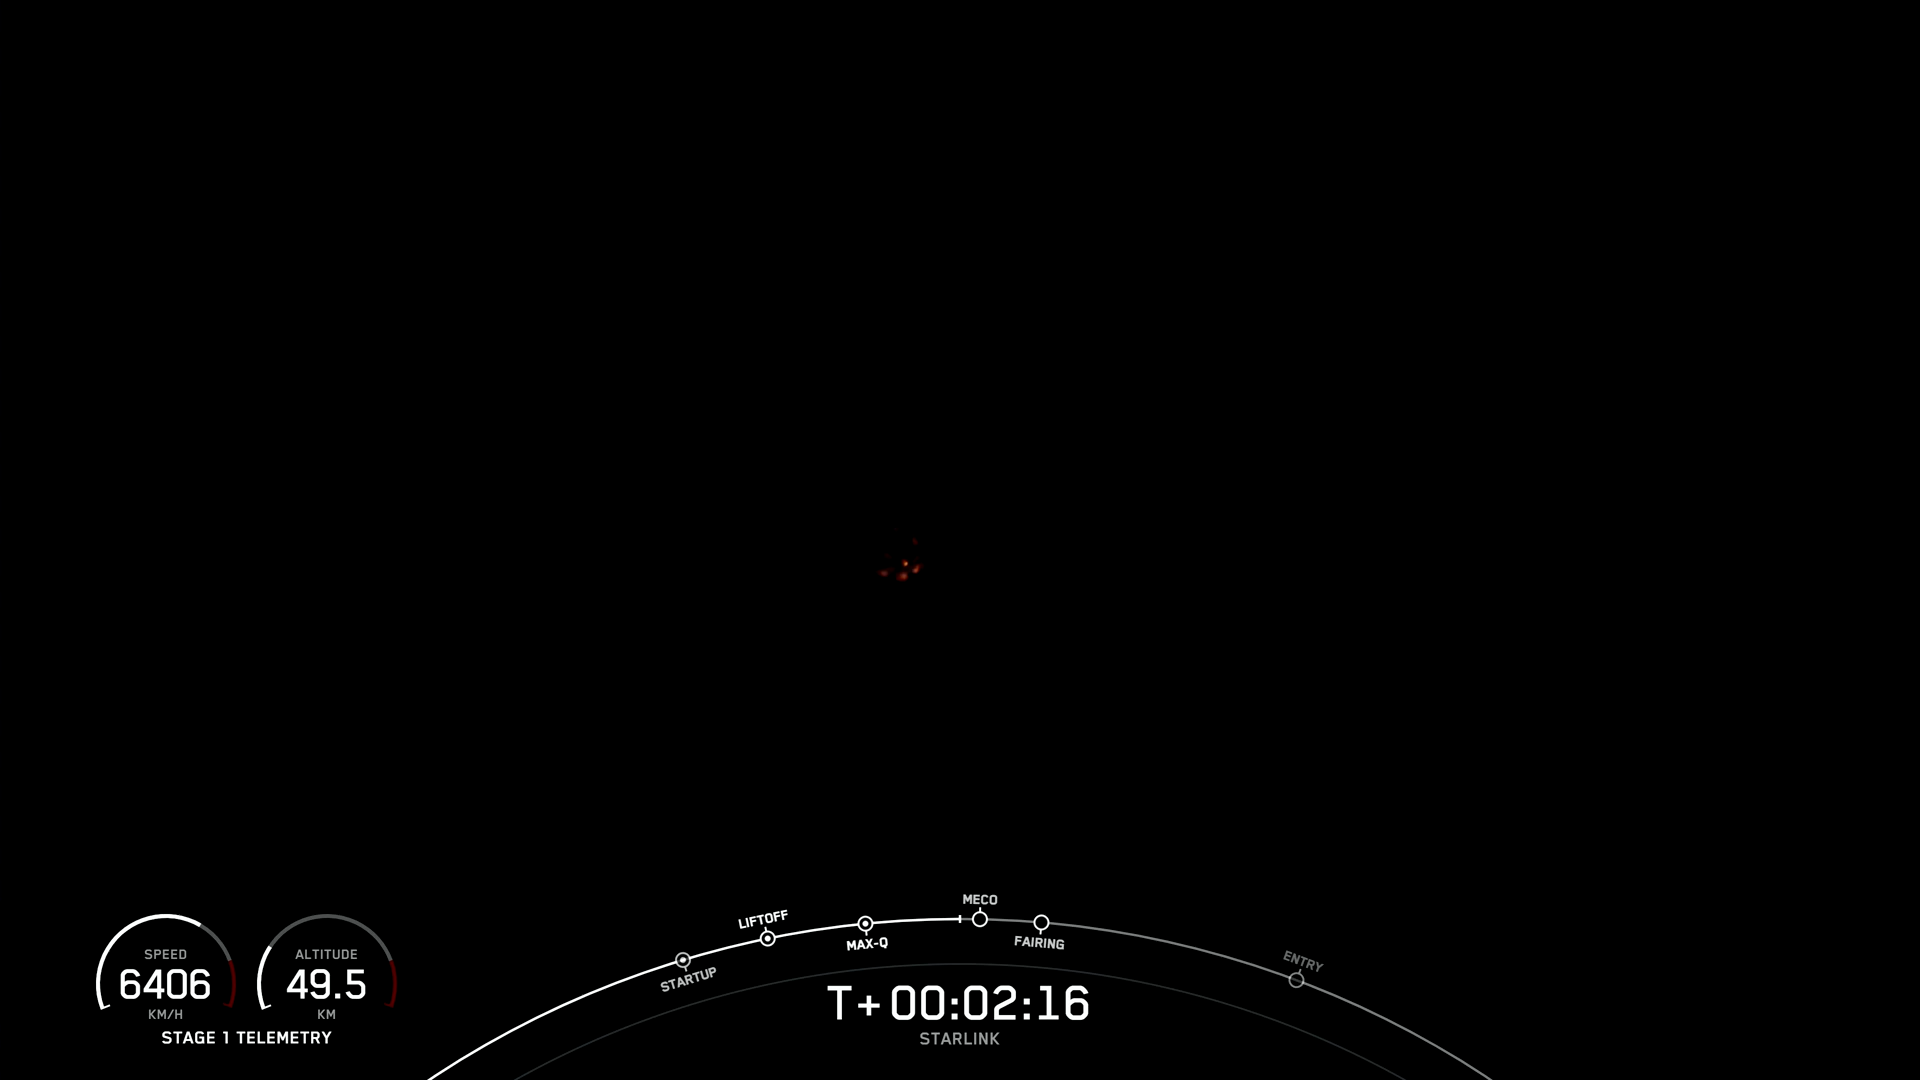 LIFTOFF
STARTUP
MAX-Q
MECO
FAIRING
ENTRY
SPEED
6406
KM/H
ALTITUDE
49.5
KM
STAGE 1 TELEMETRY
T+00:02:16
STARLINK